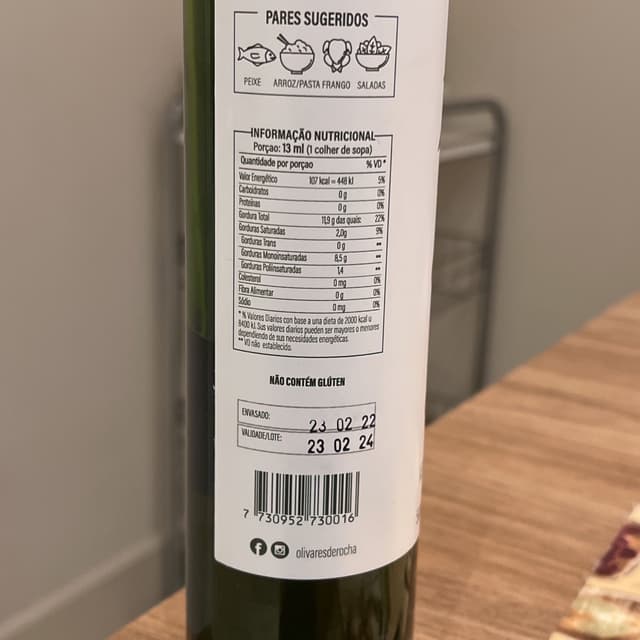 PARES SUGERIDOS
PEIXE ARROZ/PASTA FRANGO SALADAS
INFORMAÇÃO NUTRICIONAL
Porçao: 13 ml (1 colher de sopa)
Quantidade por porçao % VD *
Valor Energético 107 kcal = 448 kJ 5%
Carboidratos 0 g 0%
Proteínas 0 g 0%
Gordura Total 11,9 g das quais: 22%
Gorduras Saturadas 2,0g 9%
Gorduras Trans 0 g **
Gorduras Monoinsaturadas 8,5 g **
Gorduras Poliinsaturadas 1,4 **
Colesterol 0 mg 0%
Fibra Alimentar 0 g 0%
Sódio 0 mg 0%
* % Valores Diarios con base a una dieta de 2000 kcal u
8400 kJ. Sus valores diarios pueden ser mayores o menores
dependiendo de sus necesidades energéticas.
** VD não establecido.
NÃO CONTÉM GLÚTEN
ENVASADO: 23 02 22
VALIDADE/LOTE: 23 02 24
7 730952 730016
olivaresderocha